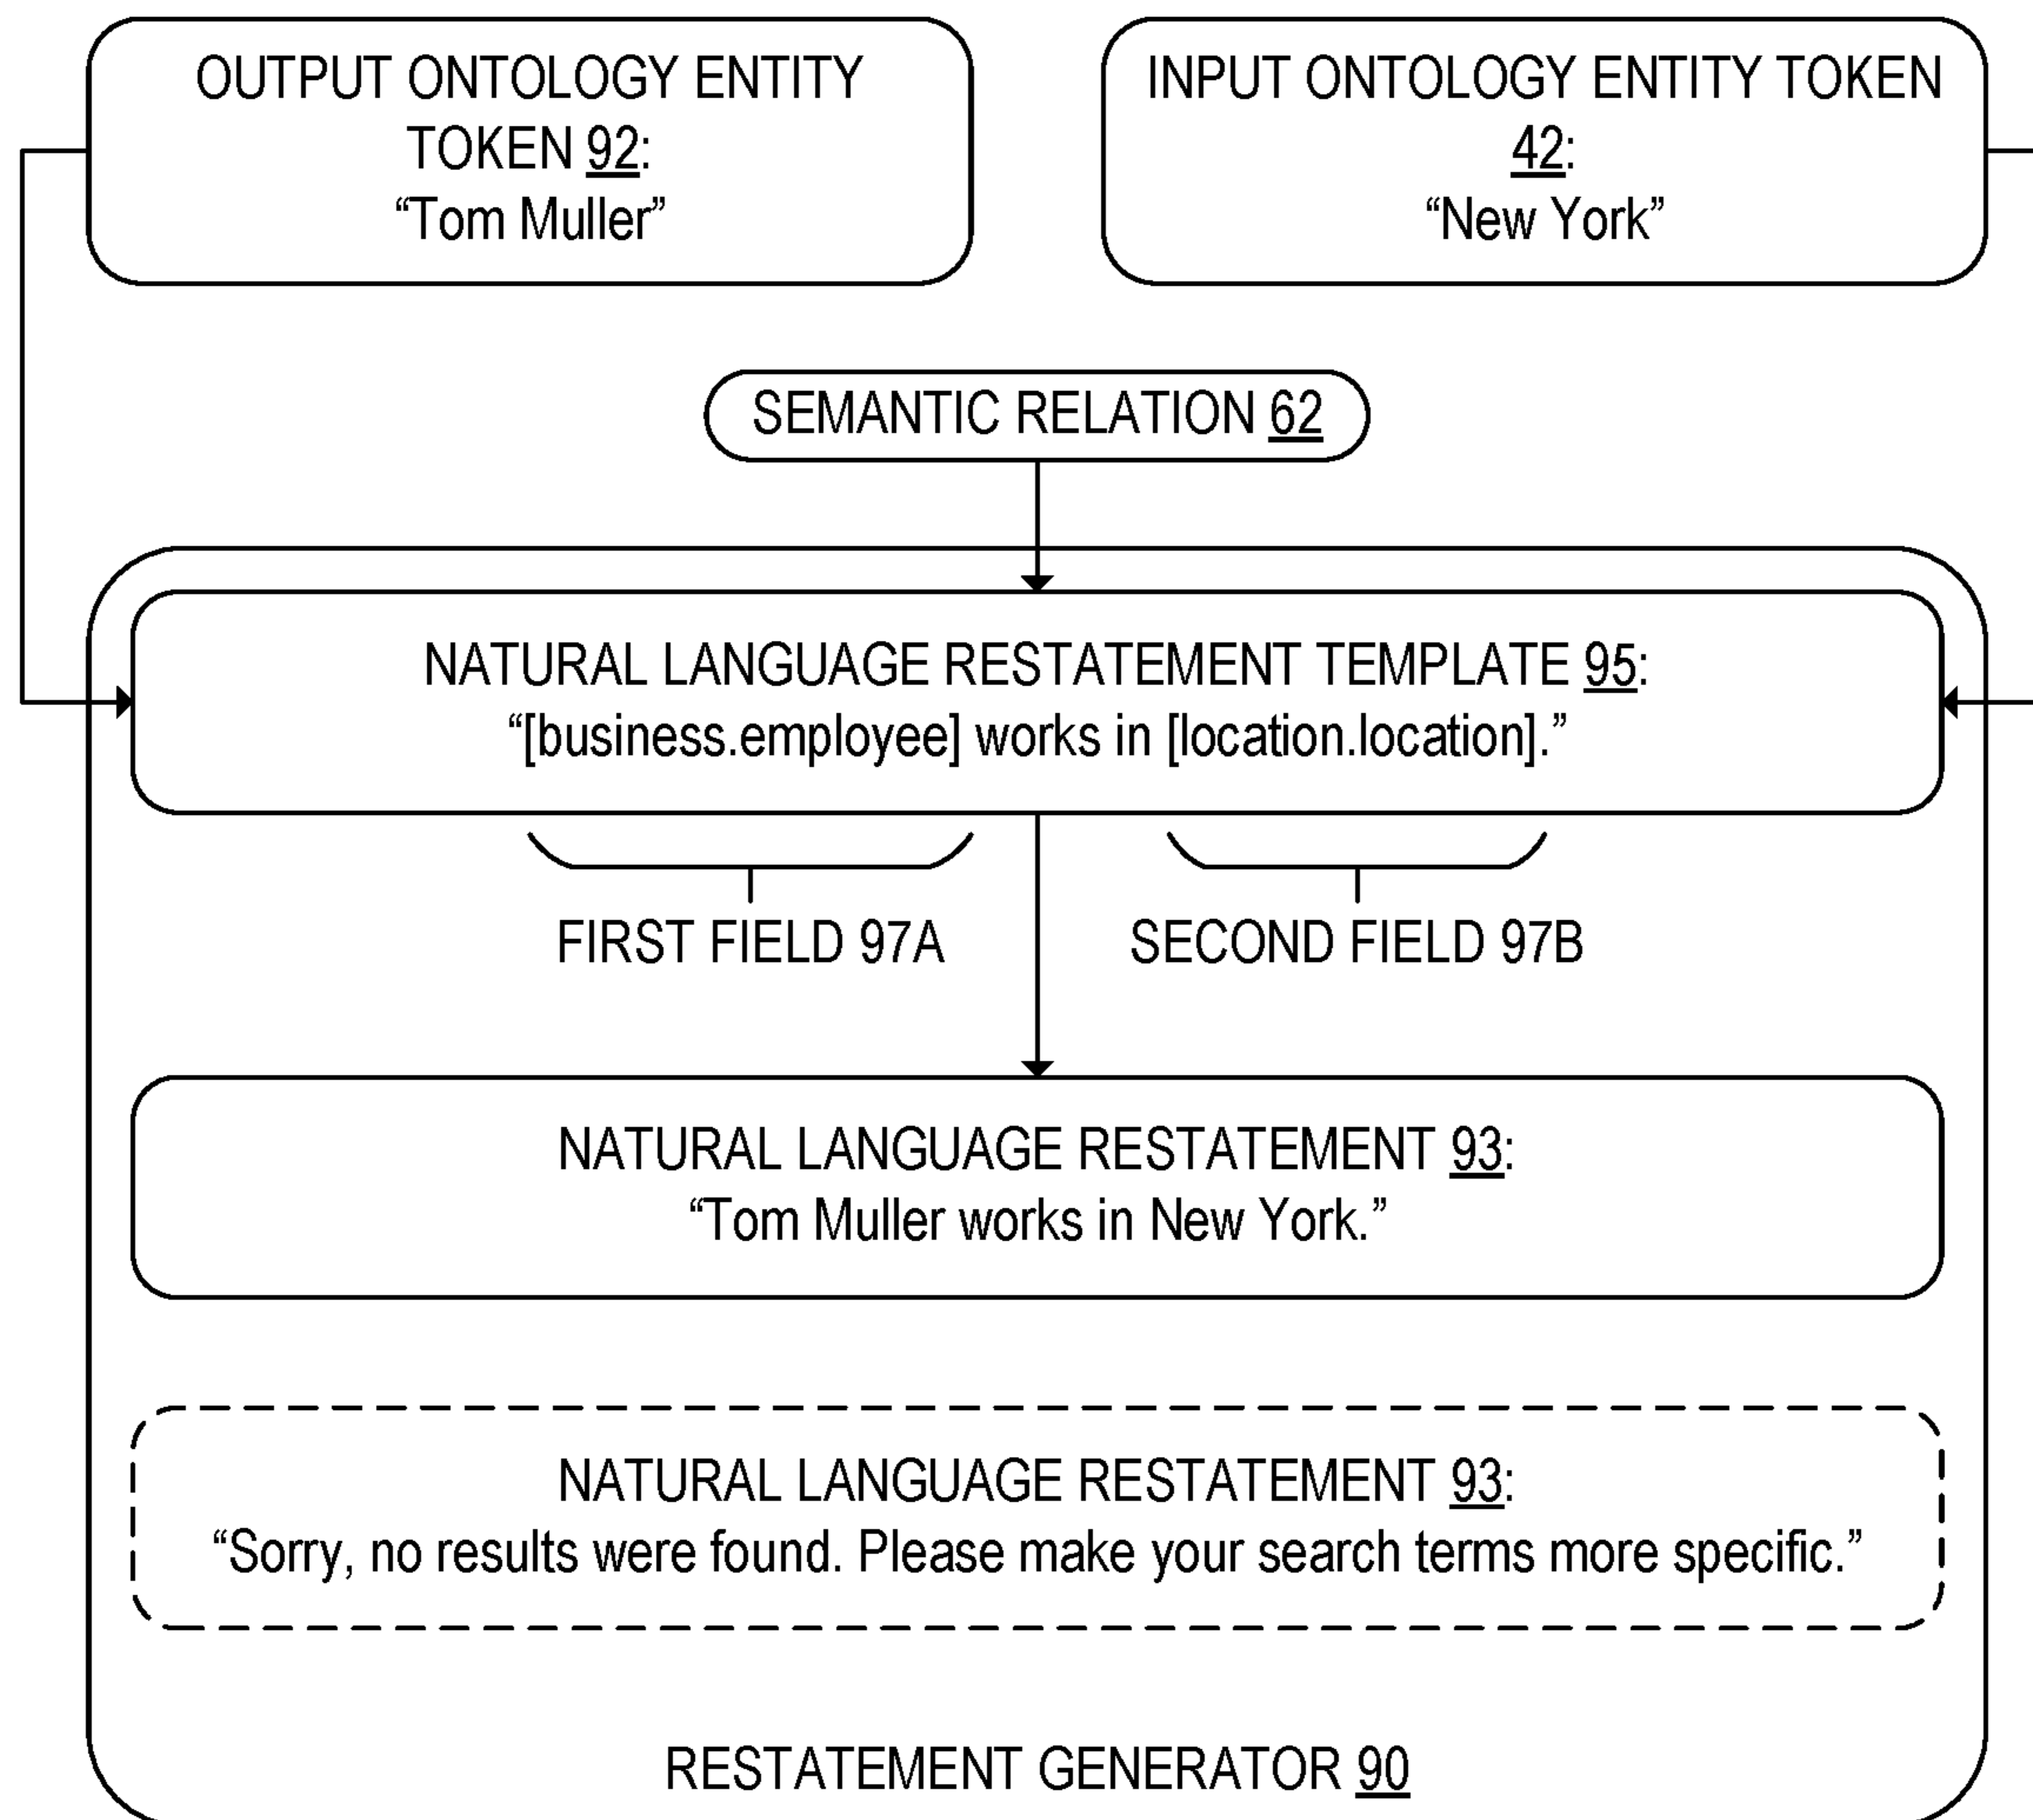 OUTPUT ONTOLOGY ENTITY
TOKEN 92:
“Tom Muller”
INPUT ONTOLOGY ENTITY TOKEN
42:
“New York”
SEMANTIC RELATION 62
NATURAL LANGUAGE RESTATEMENT TEMPLATE 95:
“[business.employee] works in [location.location].”
FIRST FIELD 97A
SECOND FIELD 97B
NATURAL LANGUAGE RESTATEMENT 93:
“Tom Muller works in New York.”
NATURAL LANGUAGE RESTATEMENT 93:
“Sorry, no results were found. Please make your search terms more specific.”
RESTATEMENT GENERATOR 90